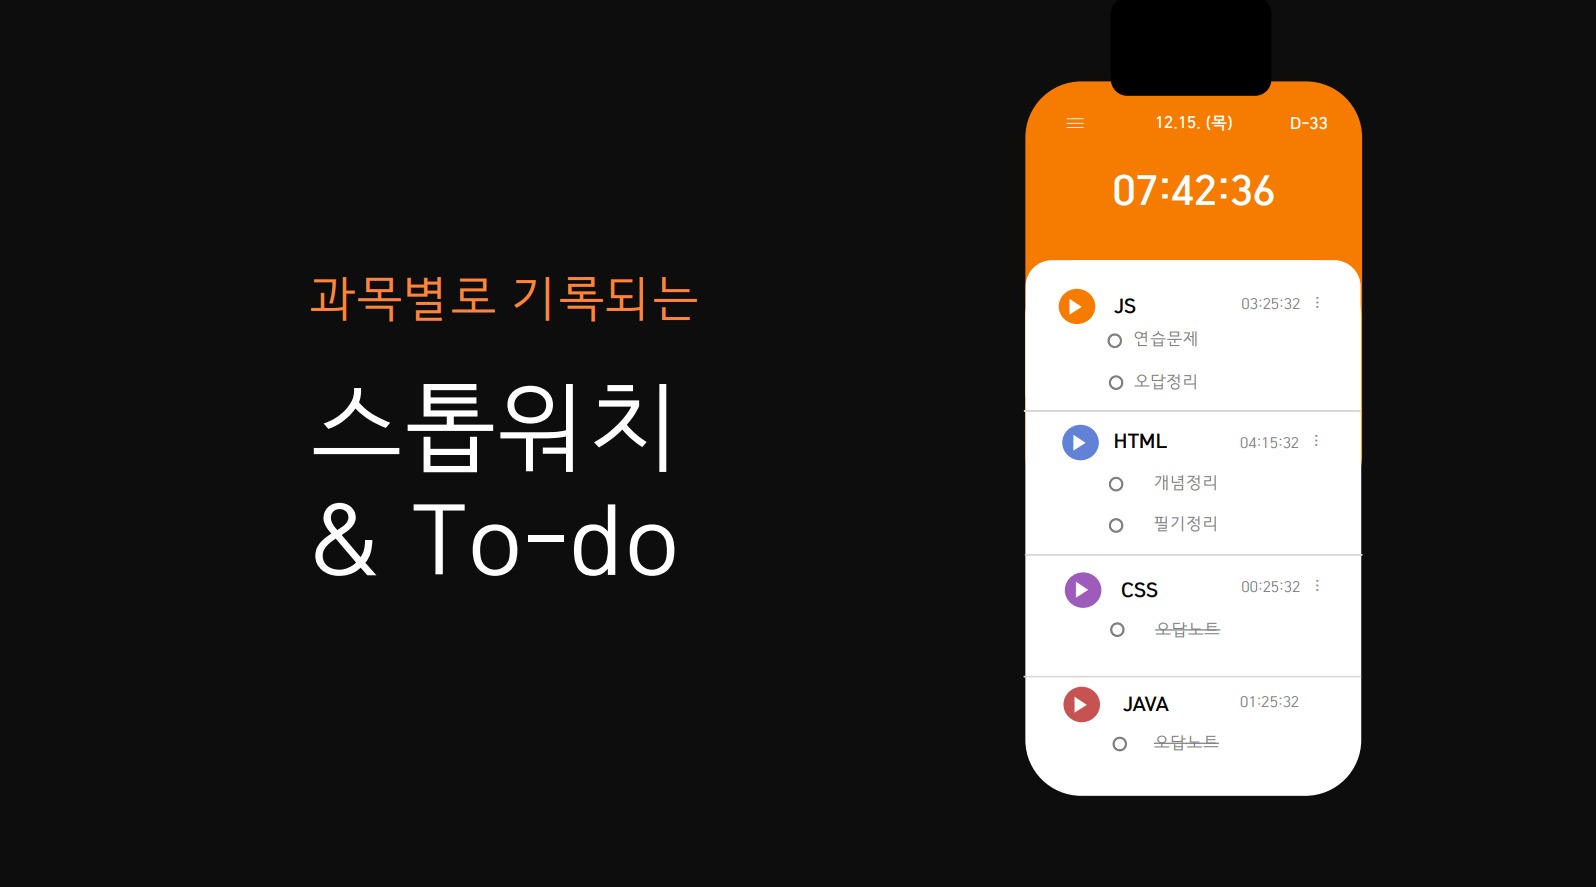 과목별로 기록되는
스톱워치
& To-do
12.15. (목)
D-33
07:42:36
JS
03:25:32
연습문제
오답정리
HTML
04:15:32
개념정리
필기정리
CSS
00:25:32
오답노트
JAVA
01:25:32
오답노트